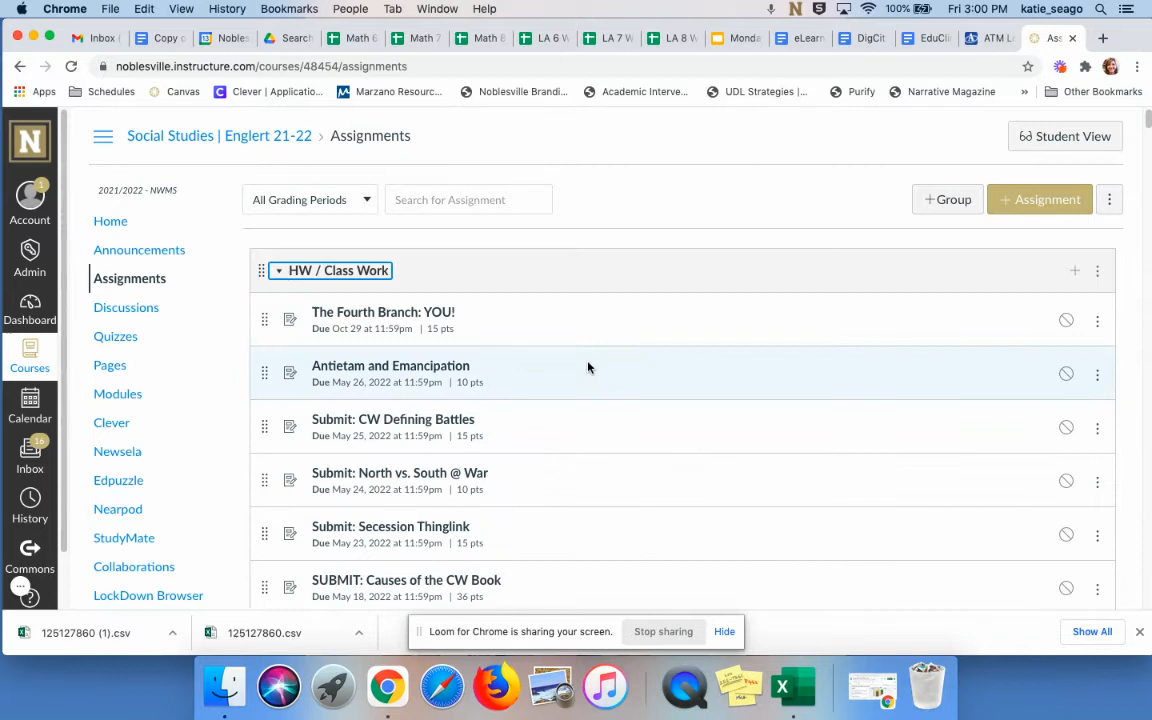 Chrome File Edit View History Bookmarks People Tab Window Help N S 100% Fri 3:00 PM katie_seago
Inbox Copy o Nobles Search Math 6 Math 7 Math 8 LA 6 W LA 7 W LA 8 W Monda eLearn DigCit EduCli ATM L Ass
noblesville.instructure.com/courses/48454/assignments
Apps Schedules Canvas Clever | Applicatio... Marzano Resourc... Noblesville Brandi... Academic Interve... UDL Strategies |... Purify Narrative Magazine » Other Bookmarks
N
1
Account
Admin
Dashboard
Courses
Calendar
16
Inbox
History
Commons
Social Studies | Englert 21-22 › Assignments
Student View
2021/2022 - NWMS
Home
Announcements
Assignments
Discussions
Quizzes
Pages
Modules
Clever
Newsela
Edpuzzle
Nearpod
StudyMate
Collaborations
LockDown Browser
All Grading Periods
Search for Assignment
+ Group
+ Assignment
HW / Class Work
The Fourth Branch: YOU!
Due Oct 29 at 11:59pm | 15 pts
Antietam and Emancipation
Due May 26, 2022 at 11:59pm | 10 pts
Submit: CW Defining Battles
Due May 25, 2022 at 11:59pm | 15 pts
Submit: North vs. South @ War
Due May 24, 2022 at 11:59pm | 10 pts
Submit: Secession Thinglink
Due May 23, 2022 at 11:59pm | 15 pts
SUBMIT: Causes of the CW Book
Due May 18, 2022 at 11:59pm | 36 pts
125127860 (1).csv
125127860.csv
Loom for Chrome is sharing your screen.
Stop sharing
Hide
Show All